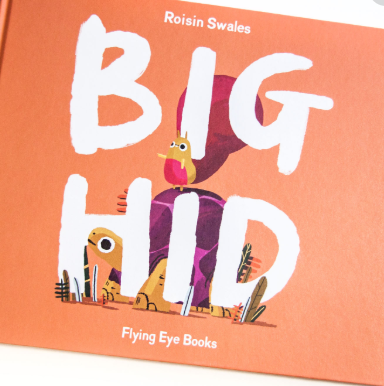 Roisin Swales
BIG
HID
Flying Eye Books